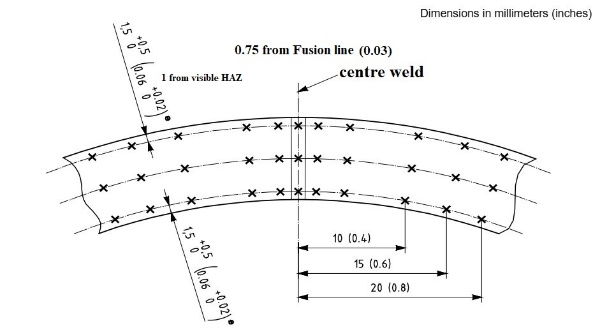 Dimensions in millimeters (inches)
1,5 +0.5 0 (0.06 +0.02 0)
0.75 from Fusion line (0.03)
1 from visible HAZ
centre weld
10 (0.4)
15 (0.6)
20 (0.8)
1,5 +0.5 0 (0.06 +0.02 0)